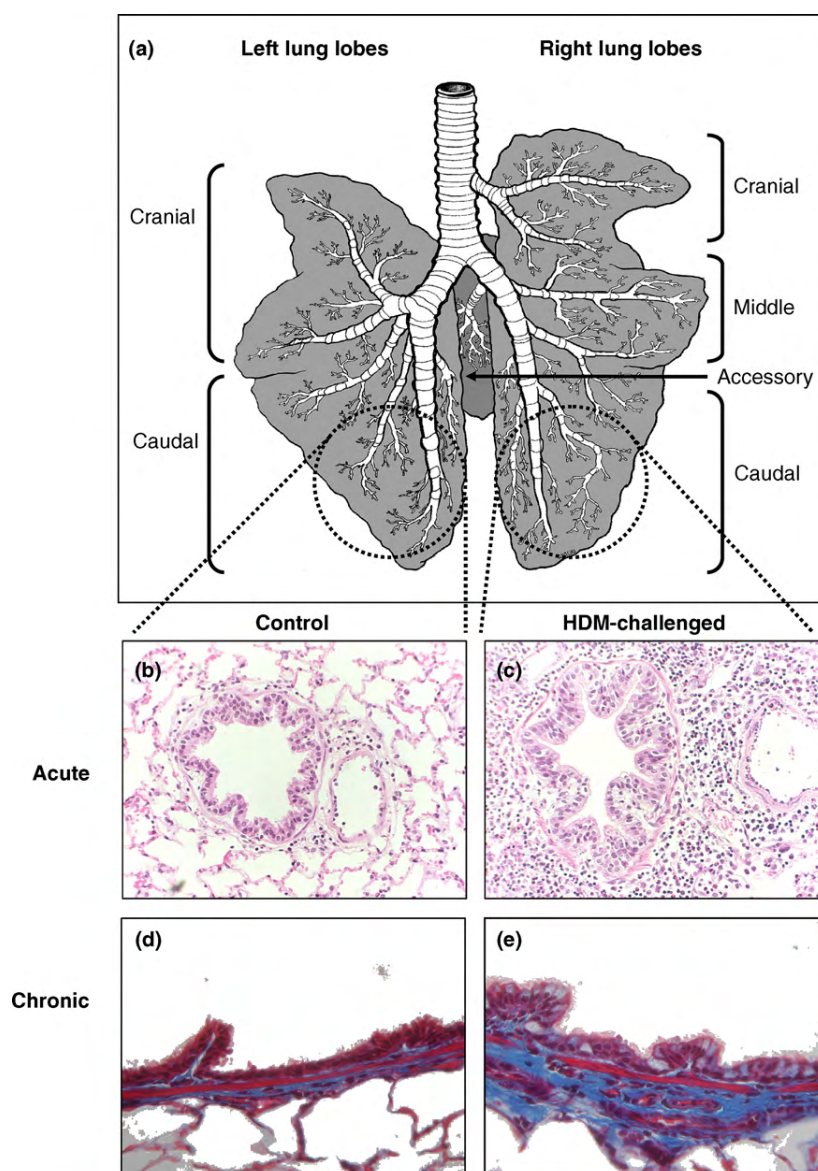 (a)
Left lung lobes
Right lung lobes
Cranial
Cranial
Middle
Accessory
Caudal
Caudal
Control
HDM-challenged
Acute
(b)
(c)
Chronic
(d)
(e)